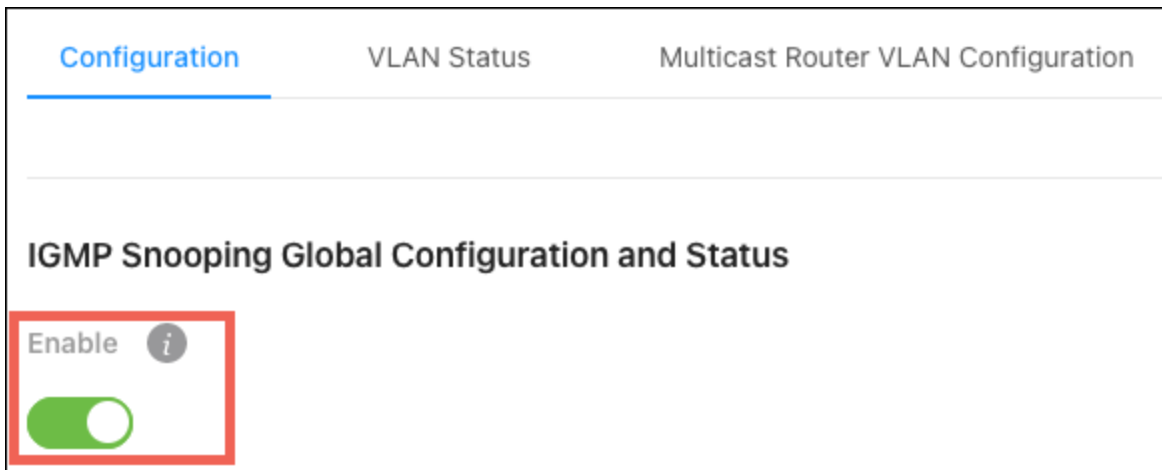 Configuration VLAN Status Multicast Router VLAN Configuration
IGMP Snooping Global Configuration and Status
Enable i